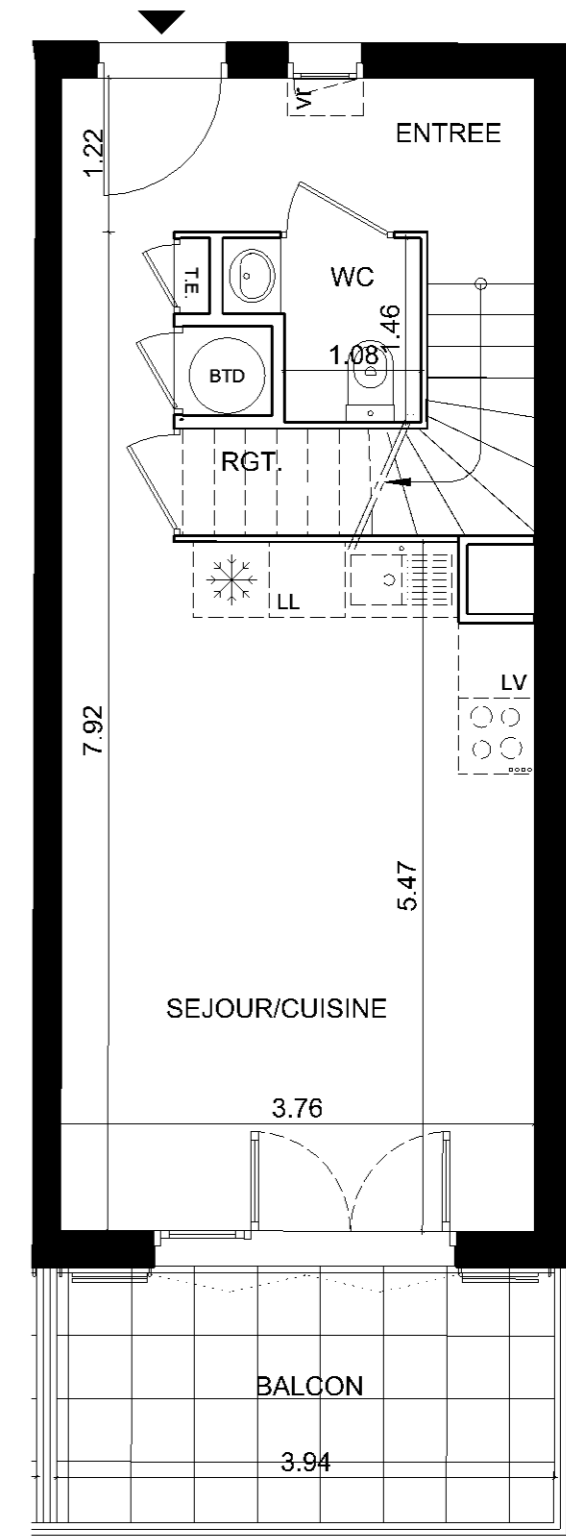 vr
ENTREE
1.22
T.E.
WC
1.46
1.08
BTD
RGT.
LL
LV
7.92
5.47
SEJOUR/CUISINE
3.76
BALCON
3.94